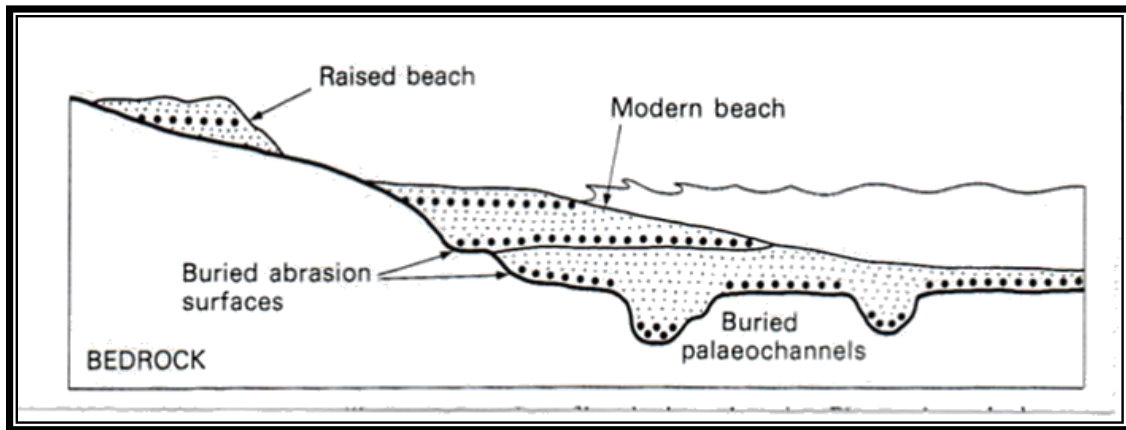 Raised beach
Modern beach
Buried abrasion
surfaces
Buried
palaeochannels
BEDROCK